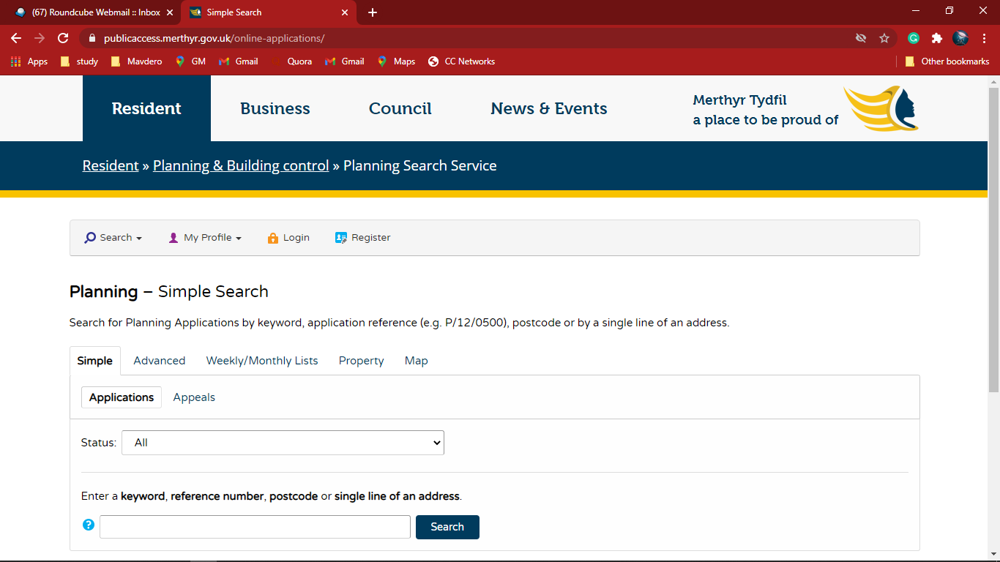 (67) Roundcube Webmail :: Inbox
Simple Search
publicaccess.merthyr.gov.uk/online-applications/
Apps study Mavdero GM Gmail Quora Gmail Maps CC Networks Other bookmarks
Resident Business Council News & Events
Merthyr Tydfil
a place to be proud of
Resident » Planning & Building control » Planning Search Service
Search My Profile Login Register
Planning – Simple Search
Search for Planning Applications by keyword, application reference (e.g. P/12/0500), postcode or by a single line of an address.
Simple Advanced Weekly/Monthly Lists Property Map
Applications Appeals
Status: All
Enter a keyword, reference number, postcode or single line of an address.
? Search